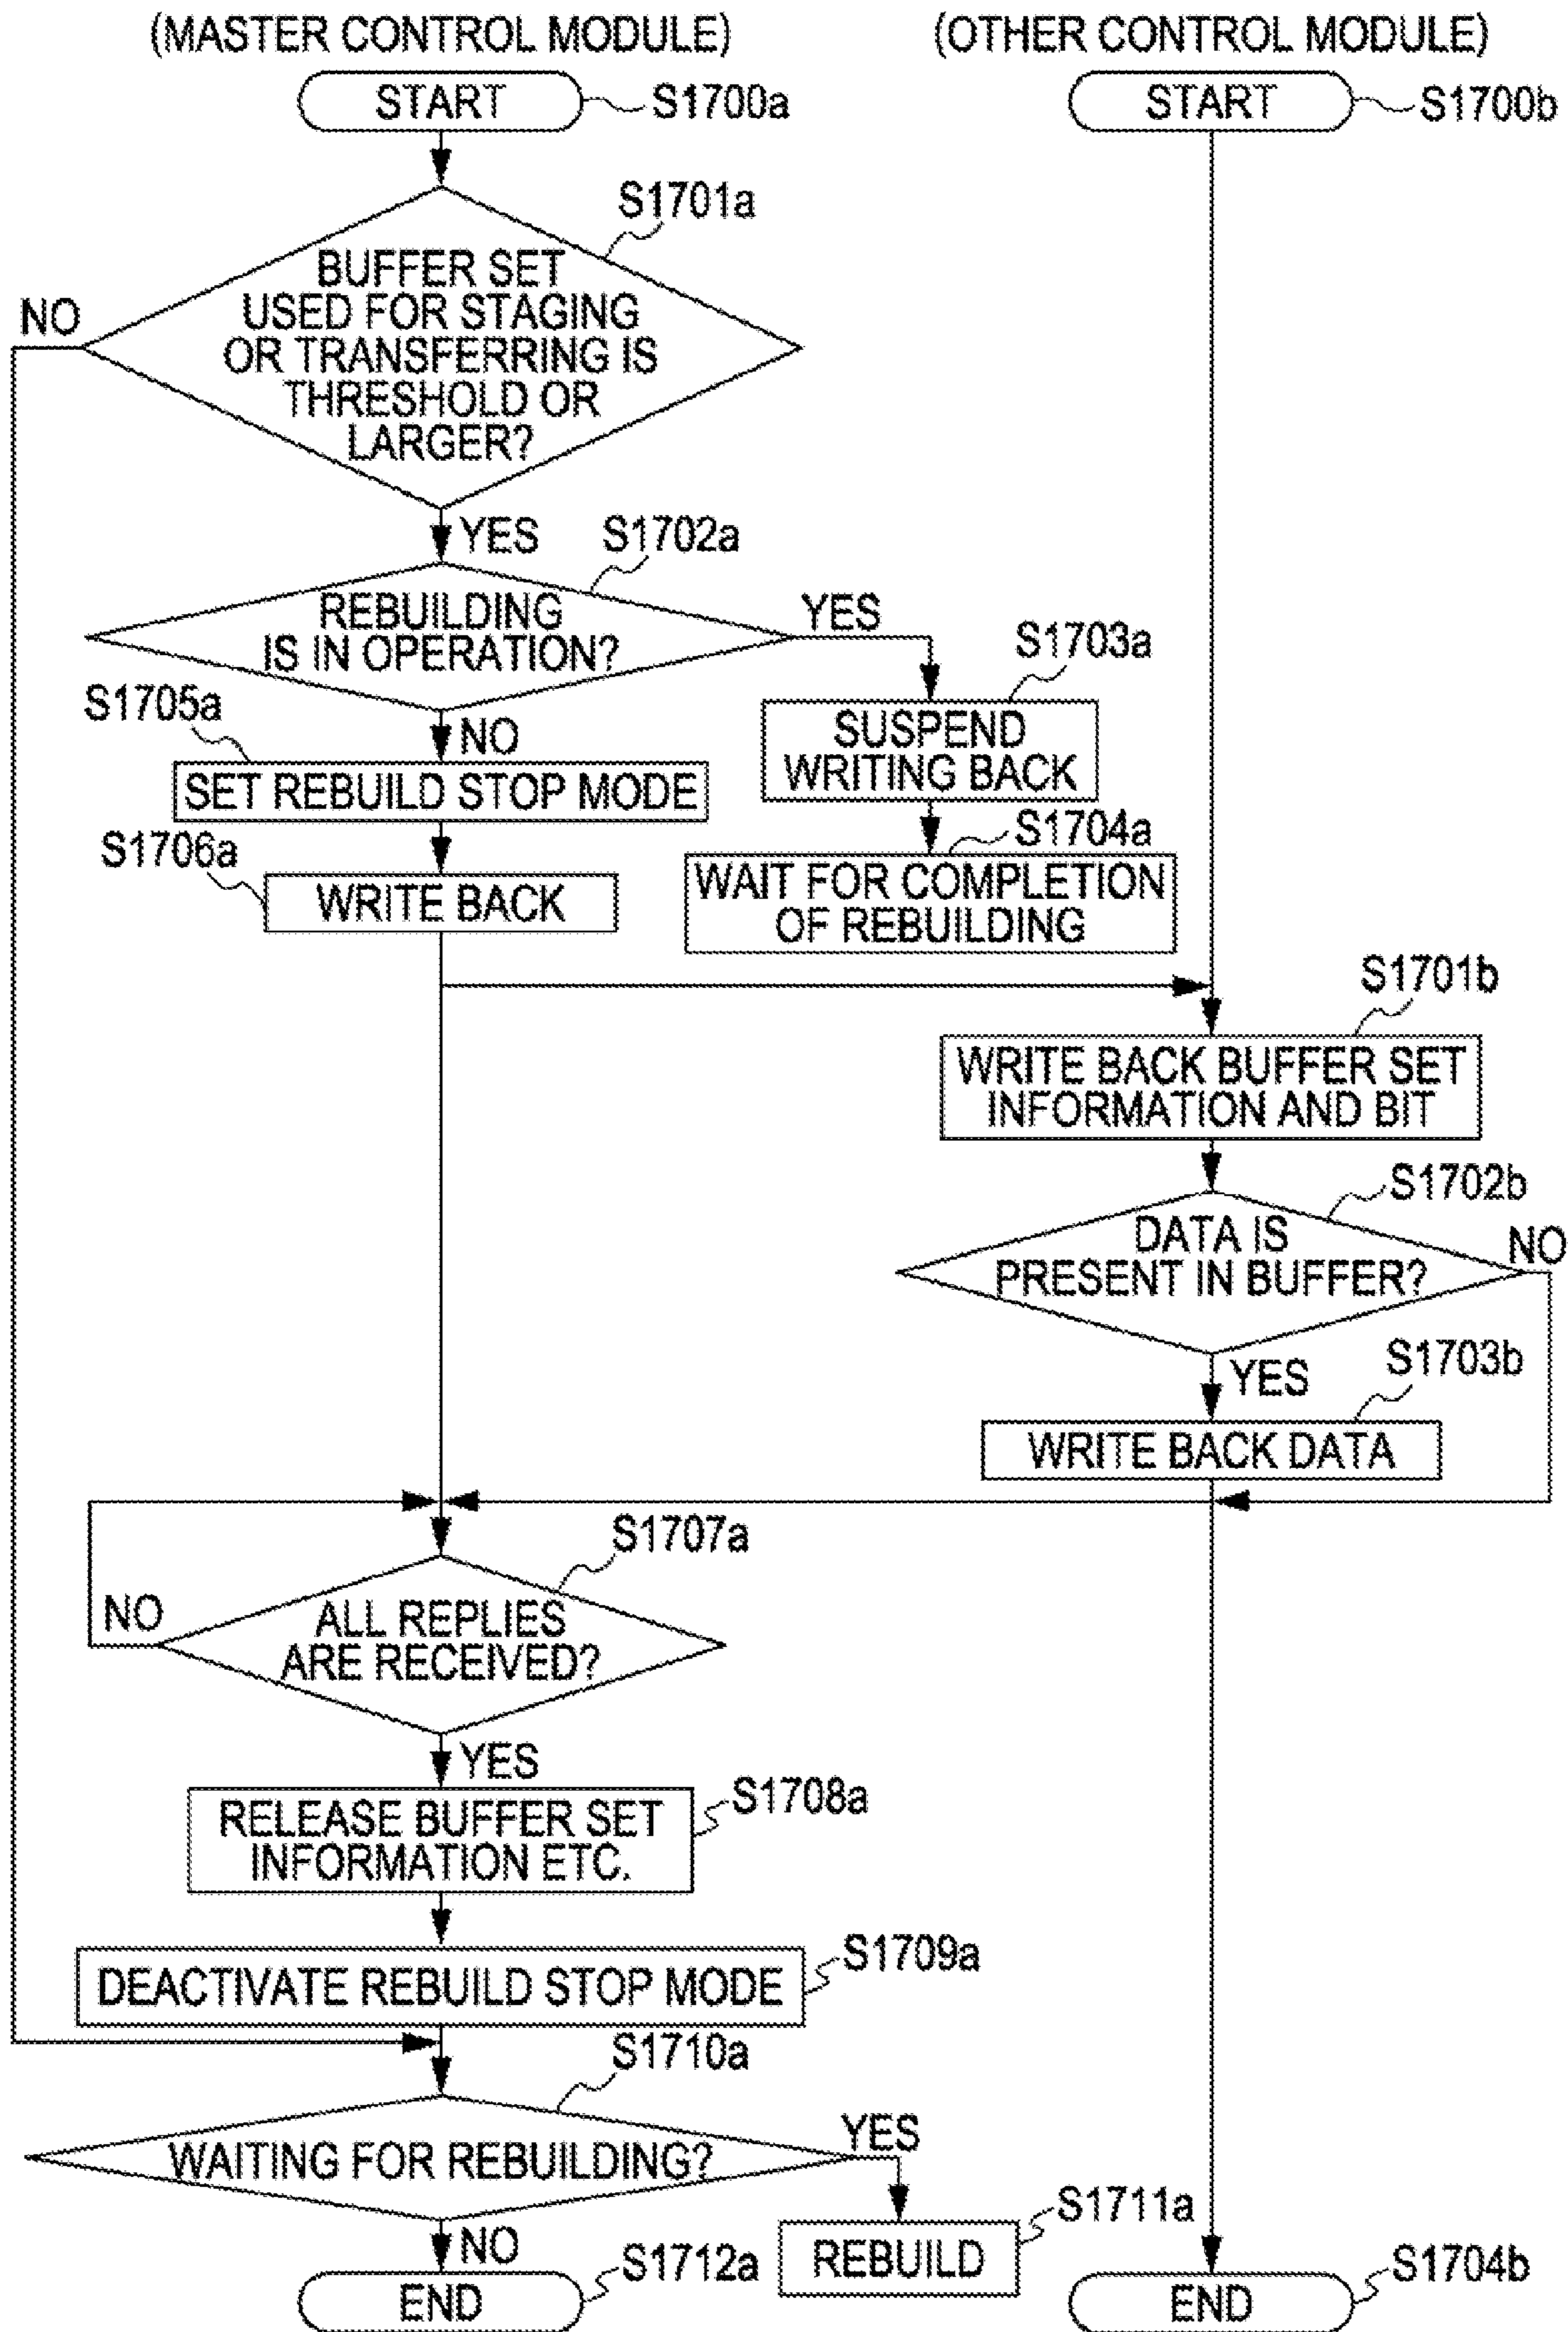 (MASTER CONTROL MODULE)
(OTHER CONTROL MODULE)
START
S1700a
START
S1700b
S1701a
BUFFER SET
USED FOR STAGING
OR TRANSFERRING IS
THRESHOLD OR
LARGER?
NO
YES
S1702a
REBUILDING
IS IN OPERATION?
YES
S1703a
SUSPEND
WRITING BACK
S1705a
NO
SET REBUILD STOP MODE
S1704a
WAIT FOR COMPLETION
OF REBUILDING
S1706a
WRITE BACK
S1701b
WRITE BACK BUFFER SET
INFORMATION AND BIT
S1702b
DATA IS
PRESENT IN BUFFER?
NO
YES
S1703b
WRITE BACK DATA
S1707a
ALL REPLIES
ARE RECEIVED?
NO
YES
S1708a
RELEASE BUFFER SET
INFORMATION ETC.
S1709a
DEACTIVATE REBUILD STOP MODE
S1710a
WAITING FOR REBUILDING?
YES
S1711a
REBUILD
NO
S1712a
END
S1704b
END